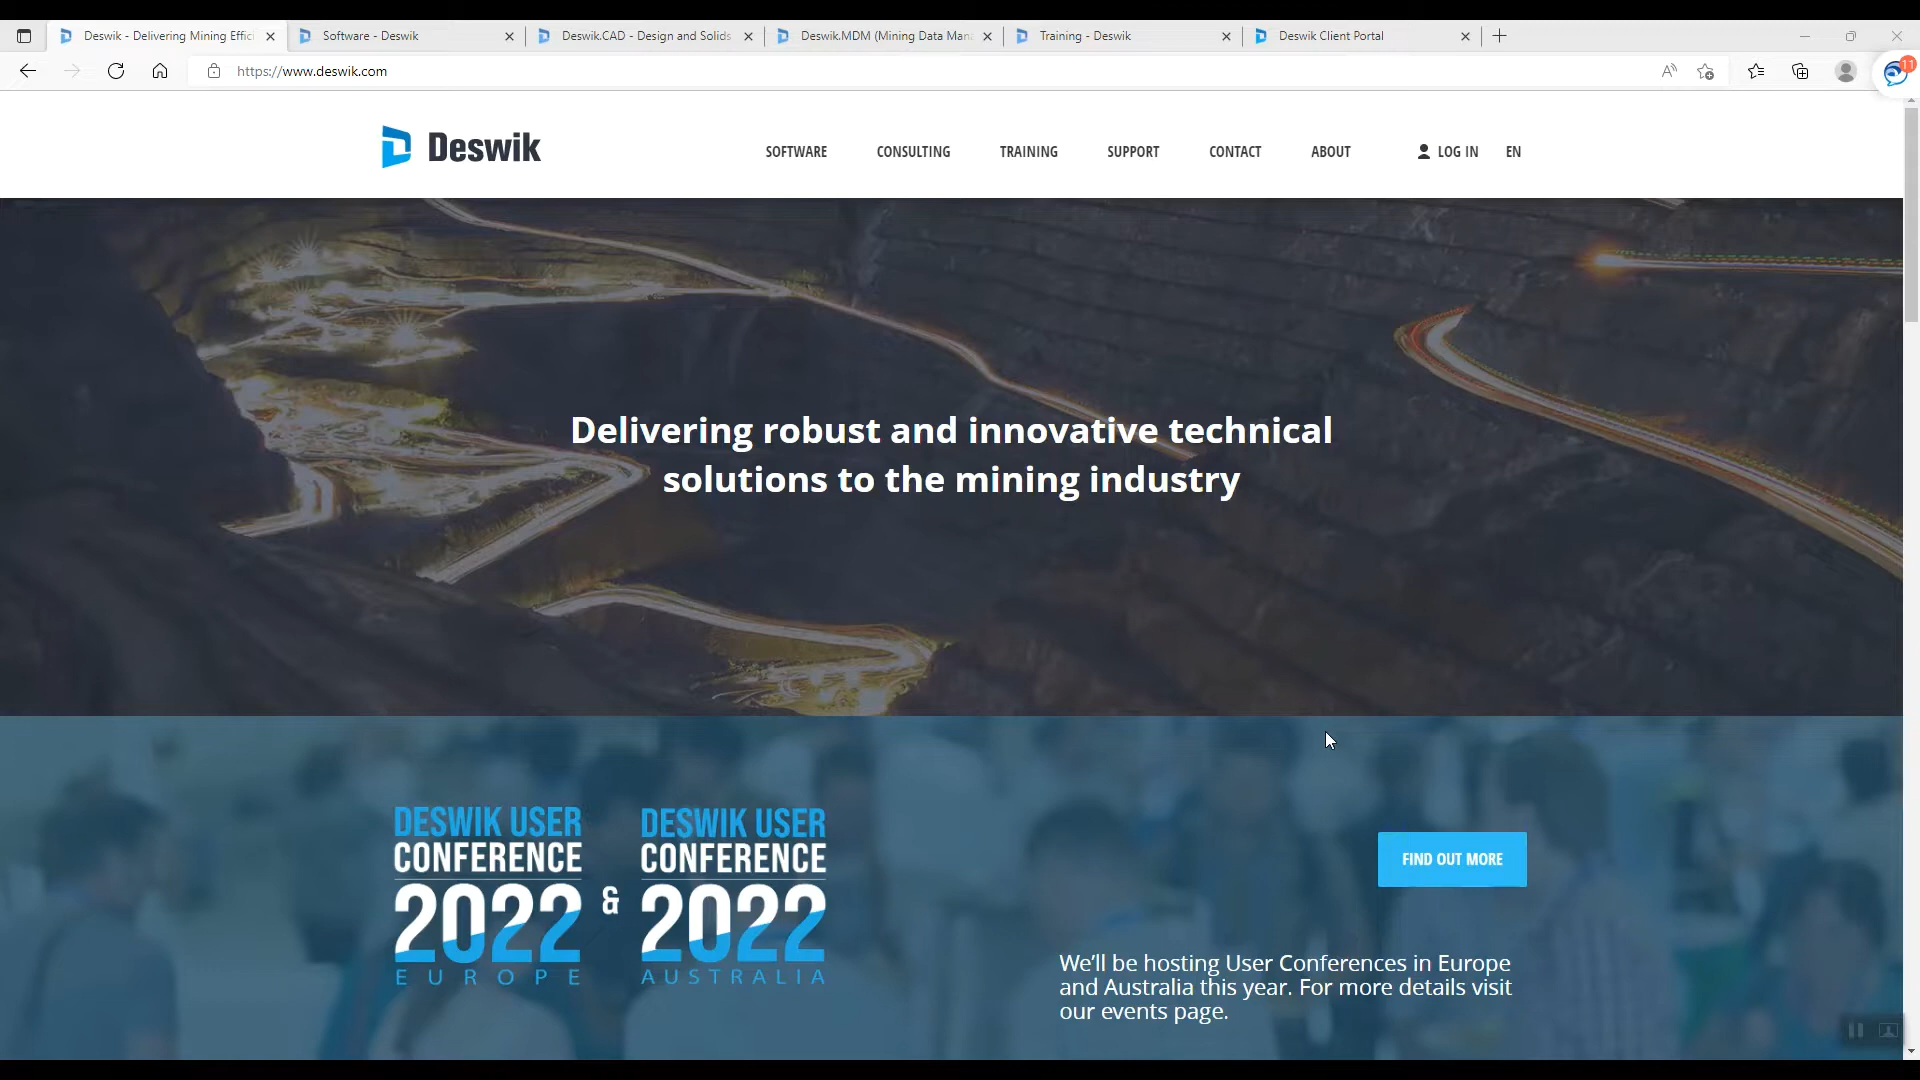 Deswik - Delivering Mining Effici
Software - Deswik
Deswik.CAD - Design and Solids
Deswik.MDM (Mining Data Man
Training - Deswik
Deswik Client Portal
https://www.deswik.com
11
Deswik
SOFTWARE
CONSULTING
TRAINING
SUPPORT
CONTACT
ABOUT
LOG IN
EN
Delivering robust and innovative technical
solutions to the mining industry
DESWIK USER
CONFERENCE
2022
EUROPE
&
DESWIK USER
CONFERENCE
2022
AUSTRALIA
FIND OUT MORE
We'll be hosting User Conferences in Europe
and Australia this year. For more details visit
our events page.